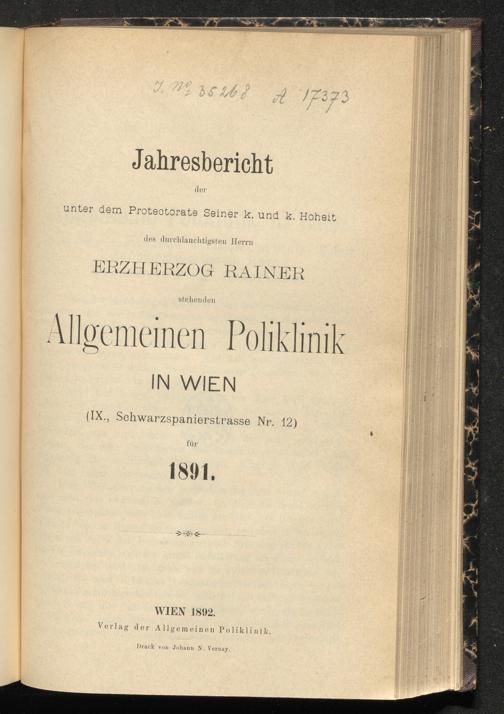 J. No 35268 A 17373
Jahresbericht
der
unter dem Protectorate Seiner k. und k. Hoheit
des durchlauchtigsten Herrn
ERZHERZOG RAINER
stehenden
Allgemeinen Poliklinik
IN WIEN
(IX., Schwarzspanierstrasse Nr. 12)
für
1891.
WIEN 1892.
Verlag der Allgemeinen Poliklinik.
Druck von Johann N. Vernay.